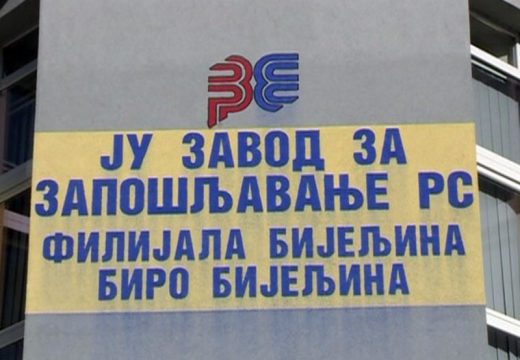 ЈУ ЗАВОД ЗА
ЗАПОШЉАВАЊЕ РС
ФИЛИЈАЛА БИЈЕЉИНА
БИРО БИЈЕЉИНА